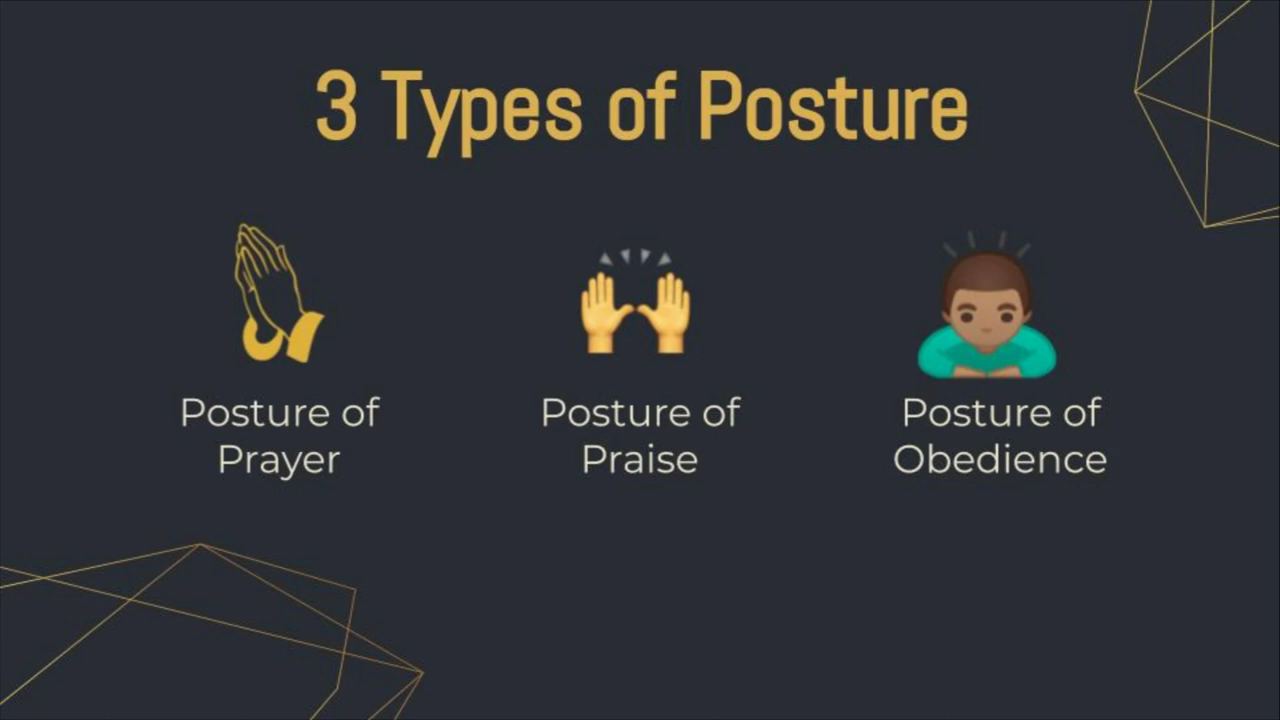 3 Types of Posture
Posture of
Prayer
Posture of
Praise
Posture of
Obedience